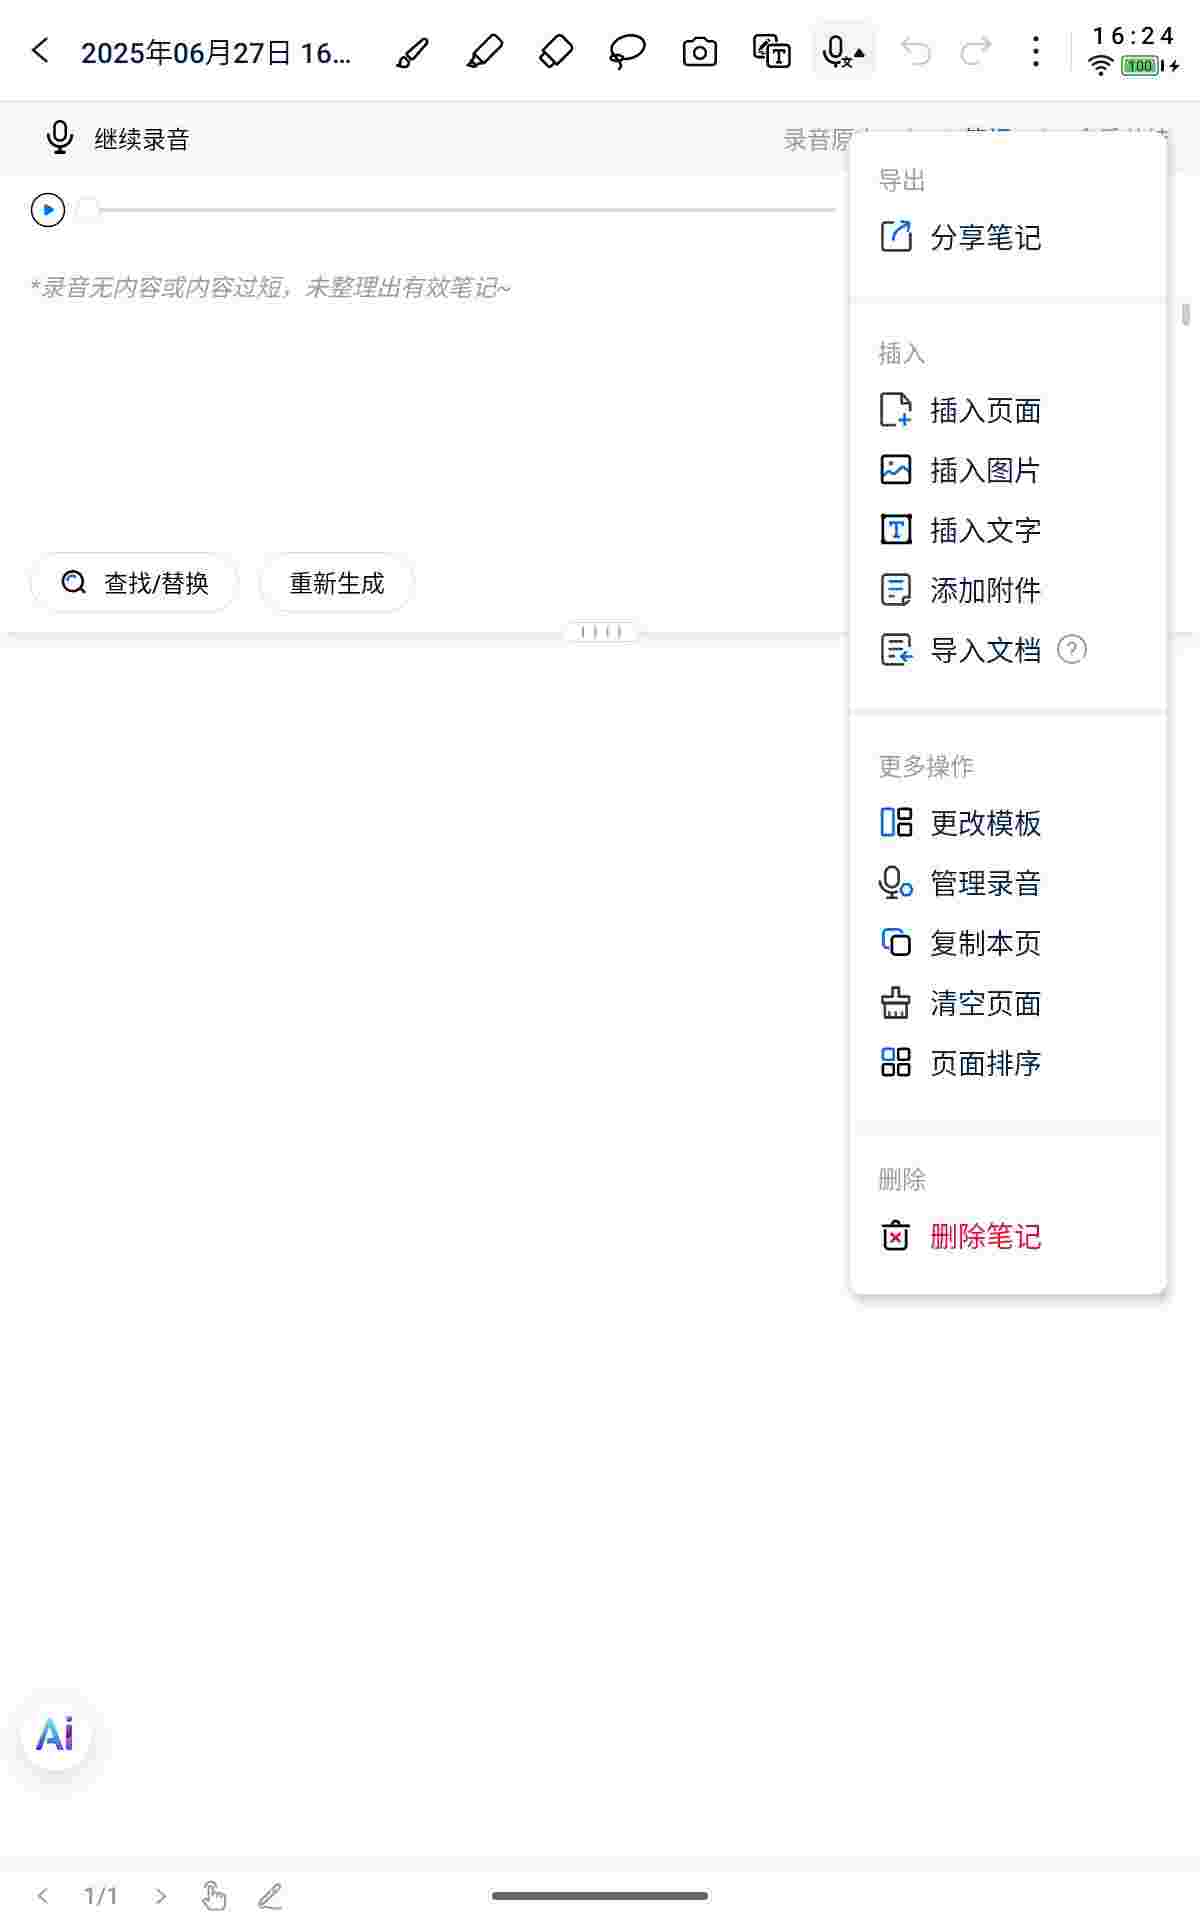 2025年06月27日 16...
16:24
100
继续录音
录音原
导出
分享笔记
*录音无内容或内容过短，未整理出有效笔记~
插入
插入页面
插入图片
插入文字
添加附件
导入文档
查找/替换
重新生成
更多操作
更改模板
管理录音
复制本页
清空页面
页面排序
删除
删除笔记
Ai
1/1